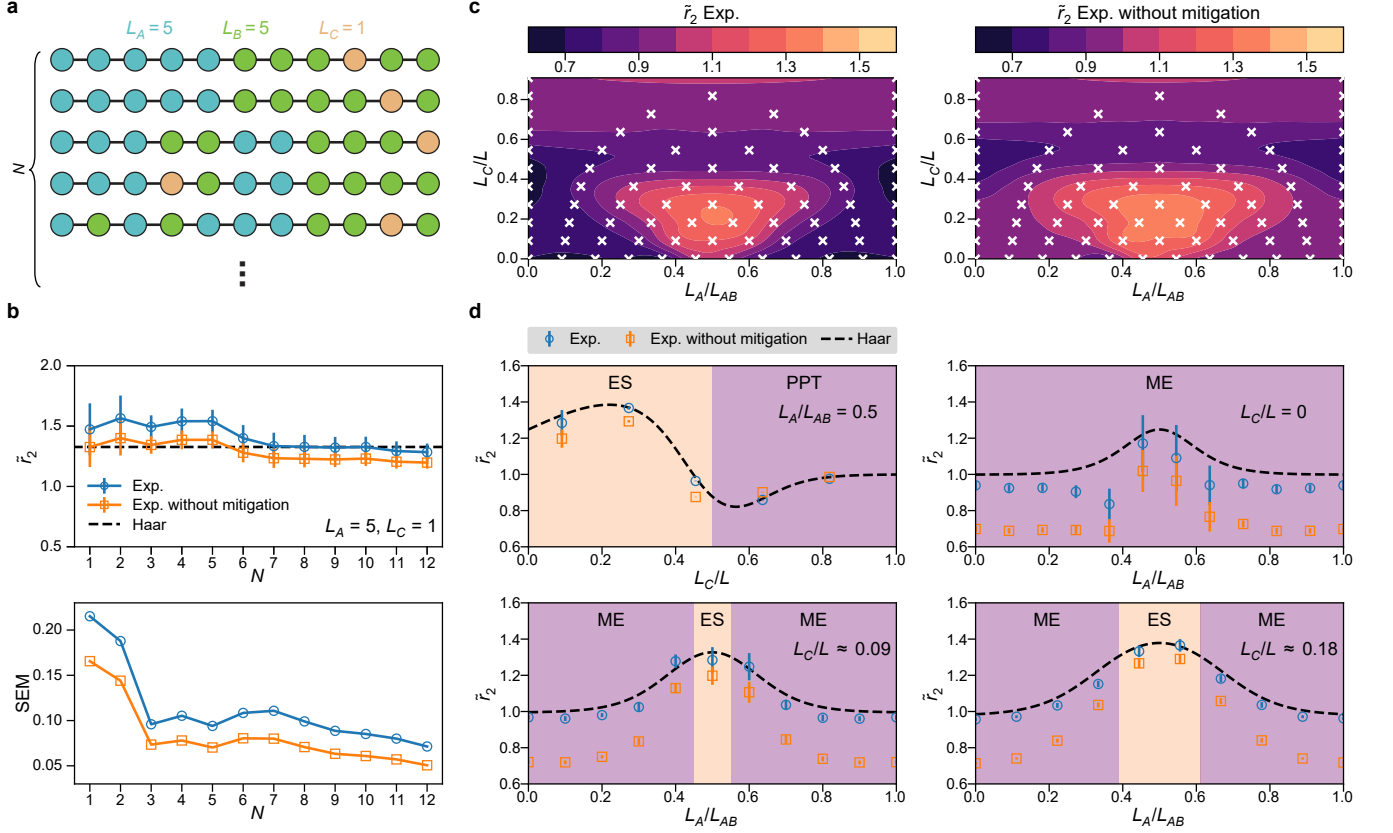 a
L_A = 5 L_B = 5 L_C = 1
N
b
2.0
1.5
1.0
0.5
r̃₂
Exp.
Exp. without mitigation
Haar
L_A = 5, L_C = 1
1 2 3 4 5 6 7 8 9 10 11 12
N
0.20
0.15
0.10
0.05
SEM
1 2 3 4 5 6 7 8 9 10 11 12
N
c
r̃₂ Exp.
0.7 0.9 1.1 1.3 1.5
0.8
0.6
0.4
0.2
0.0
L_C/L
0.0 0.2 0.4 0.6 0.8 1.0
L_A/L_AB
r̃₂ Exp. without mitigation
0.7 0.9 1.1 1.3 1.5
0.8
0.6
0.4
0.2
0.0
L_C/L
0.0 0.2 0.4 0.6 0.8 1.0
L_A/L_AB
d
Exp. Exp. without mitigation Haar
1.6
1.4
1.2
1.0
0.8
0.6
r̃₂
ES PPT
L_A/L_AB = 0.5
0.0 0.2 0.4 0.6 0.8 1.0
L_C/L
1.6
1.4
1.2
1.0
0.8
0.6
r̃₂
ME
L_C/L = 0
0.0 0.2 0.4 0.6 0.8 1.0
L_A/L_AB
1.6
1.4
1.2
1.0
0.8
0.6
r̃₂
ME ES ME
L_C/L ≈ 0.09
0.0 0.2 0.4 0.6 0.8 1.0
L_A/L_AB
1.6
1.4
1.2
1.0
0.8
0.6
r̃₂
ME ES ME
L_C/L ≈ 0.18
0.0 0.2 0.4 0.6 0.8 1.0
L_A/L_AB